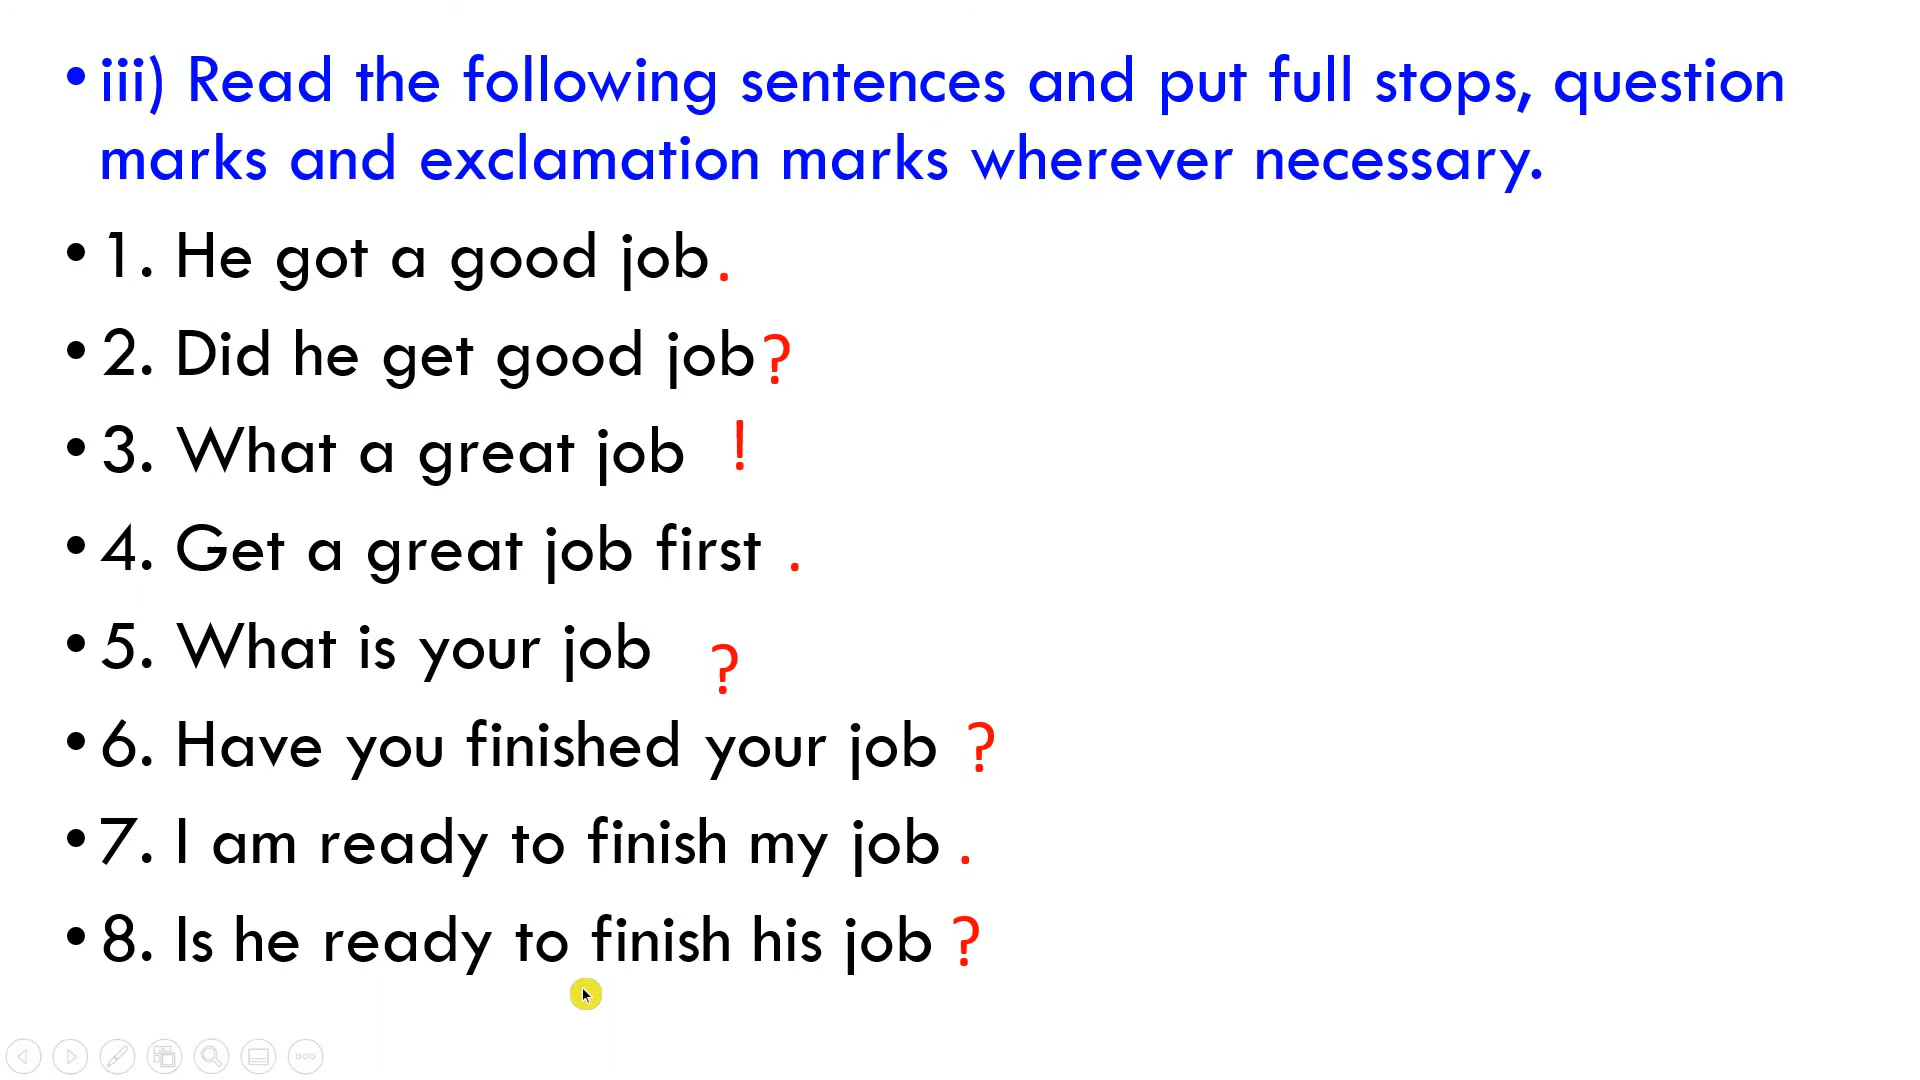 • iii) Read the following sentences and put full stops, question
marks and exclamation marks wherever necessary.
• 1. He got a good job.
• 2. Did he get good job?
• 3. What a great job !
• 4. Get a great job first .
• 5. What is your job ?
• 6. Have you finished your job ?
• 7. I am ready to finish my job .
• 8. Is he ready to finish his job ?